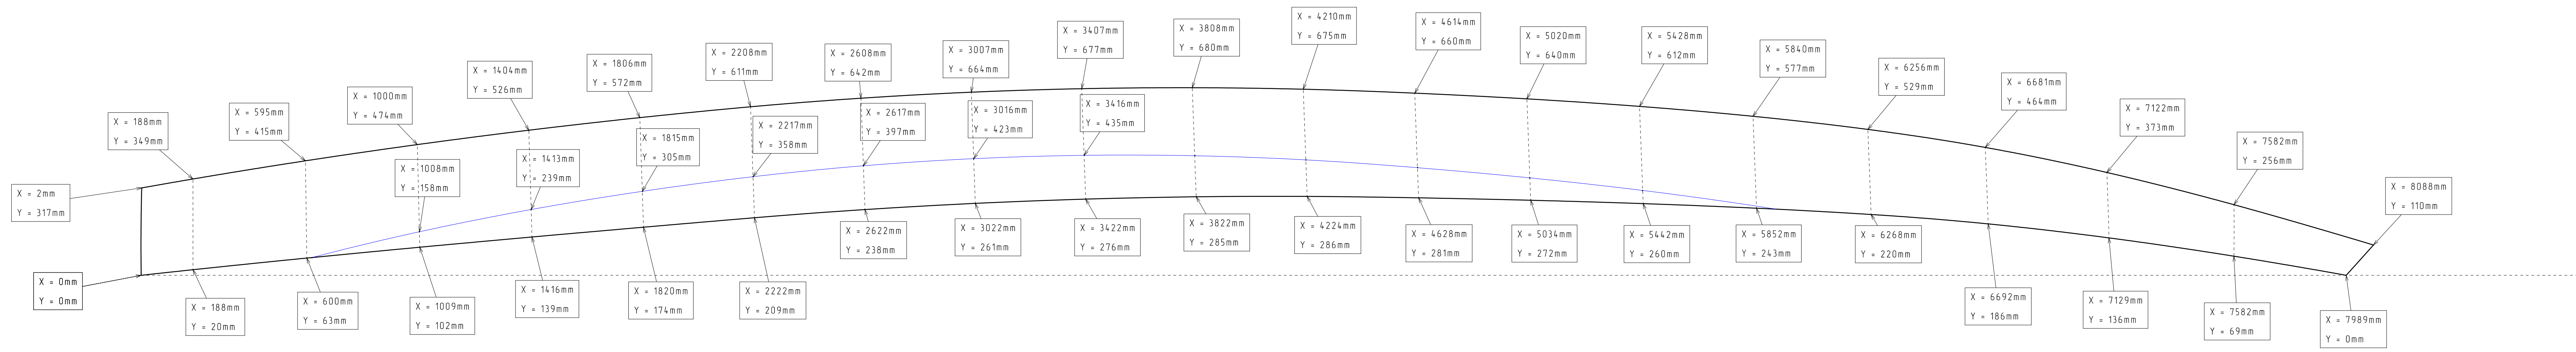 X = 2mm
Y = 317mm
X = 188mm
Y = 349mm
X = 595mm
Y = 415mm
X = 1000mm
Y = 474mm
X = 1404mm
Y = 526mm
X = 1806mm
Y = 572mm
X = 2208mm
Y = 611mm
X = 2608mm
Y = 642mm
X = 3007mm
Y = 664mm
X = 3407mm
Y = 677mm
X = 3808mm
Y = 680mm
X = 4210mm
Y = 675mm
X = 4614mm
Y = 660mm
X = 5020mm
Y = 640mm
X = 5428mm
Y = 612mm
X = 5840mm
Y = 577mm
X = 6256mm
Y = 529mm
X = 6681mm
Y = 464mm
X = 7122mm
Y = 373mm
X = 7582mm
Y = 256mm
X = 8088mm
Y = 110mm
X = 1008mm
Y = 158mm
X = 1413mm
Y = 239mm
X = 1815mm
Y = 305mm
X = 2217mm
Y = 358mm
X = 2617mm
Y = 397mm
X = 3016mm
Y = 423mm
X = 3416mm
Y = 435mm
X = 0mm
Y = 0mm
X = 188mm
Y = 20mm
X = 600mm
Y = 63mm
X = 1009mm
Y = 102mm
X = 1416mm
Y = 139mm
X = 1820mm
Y = 174mm
X = 2222mm
Y = 209mm
X = 2622mm
Y = 238mm
X = 3022mm
Y = 261mm
X = 3422mm
Y = 276mm
X = 3822mm
Y = 285mm
X = 4224mm
Y = 286mm
X = 4628mm
Y = 281mm
X = 5034mm
Y = 272mm
X = 5442mm
Y = 260mm
X = 5852mm
Y = 243mm
X = 6268mm
Y = 220mm
X = 6692mm
Y = 186mm
X = 7129mm
Y = 136mm
X = 7582mm
Y = 69mm
X = 7989mm
Y = 0mm